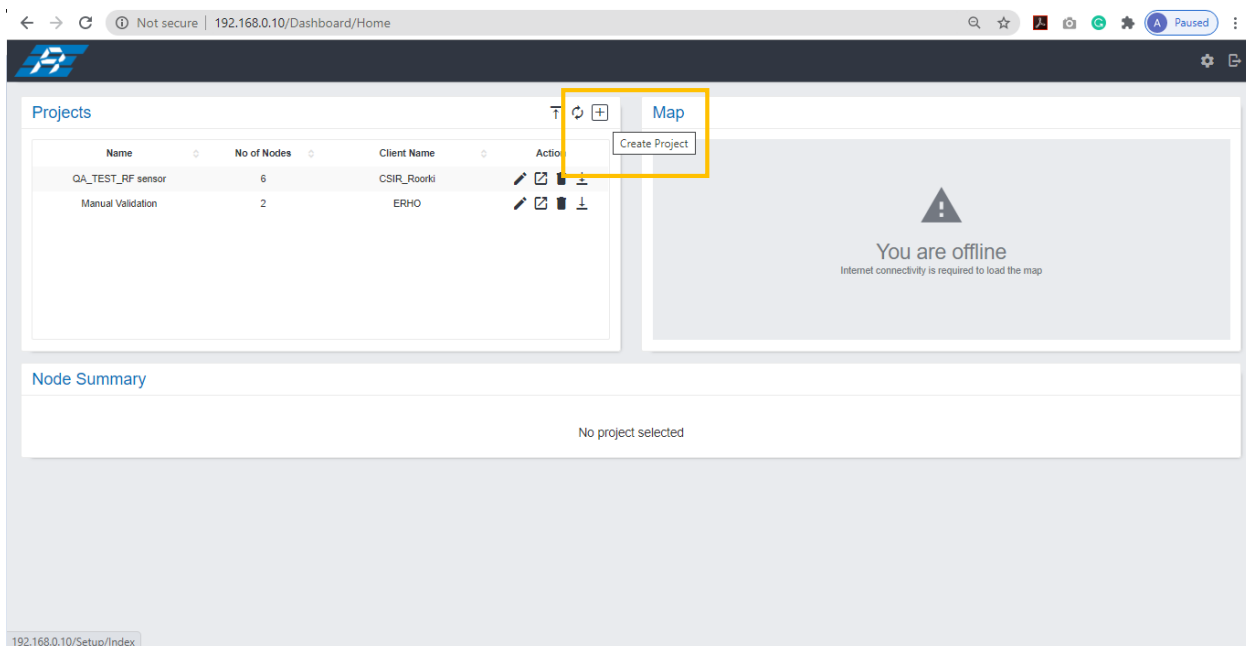 Not secure | 192.168.0.10/Dashboard/Home
A Paused
Projects
Map
Create Project
Name No of Nodes Client Name Action
QA_TEST_RF sensor 6 CSIR_Roorki
Manual Validation 2 ERHO
You are offline
Internet connectivity is required to load the map
Node Summary
No project selected
192.168.0.10/Setup/Index